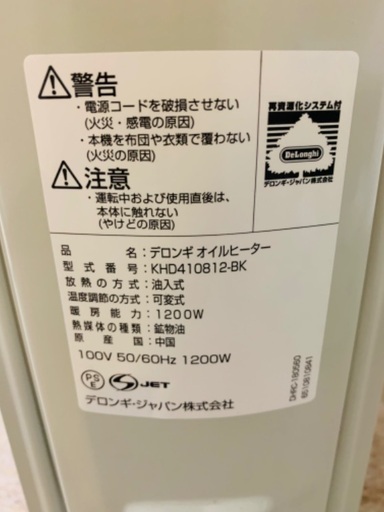 警告
・電源コードを破損させない
(火災・感電の原因)
・本機を布団や衣類で覆わない
(火災の原因)
注意
・運転中および使用直後は、
本体に触れない
(やけどの原因)
再資源化システム付
DeLonghi
デロンギ・ジャパン株式会社
品名：デロンギ オイルヒーター
型式番号：KHD410812-BK
放熱の方式：油入式
温度調節の方式：可変式
暖房能力：1200W
熱媒体の種類：鉱物油
原産国：中国
100V 50/60Hz 1200W
PSE JET
デロンギ・ジャパン株式会社
DHRC-180560
5510810641